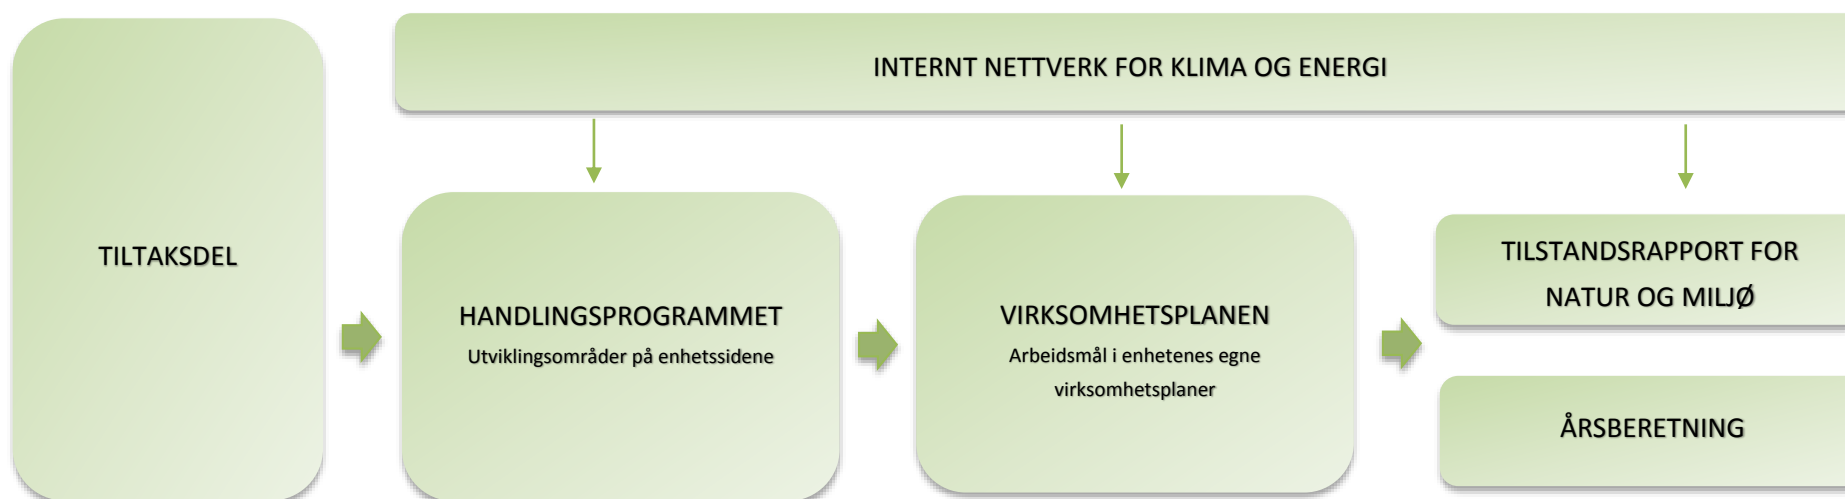 INTERNT NETTVERK FOR KLIMA OG ENERGI
TILTAKSDEL
HANDLINGSPROGRAMMET
Utviklingsområder på enhetssidene
VIRKSOMHETSPLANEN
Arbeidsmål i enhetenes egne
virksomhetsplaner
TILSTANDSRAPPORT FOR
NATUR OG MILJØ
ÅRSBERETNING